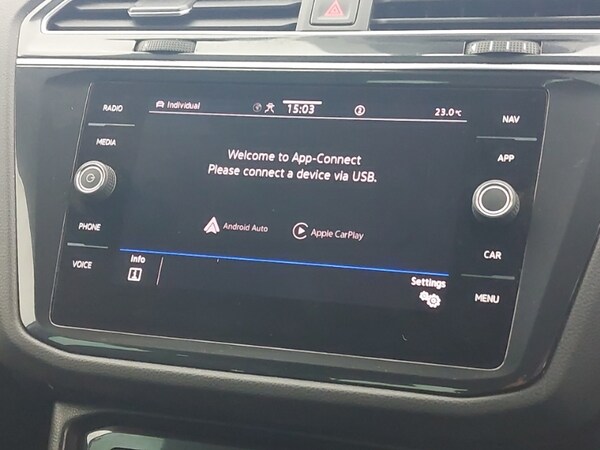 RADIO
MEDIA
PHONE
VOICE
Individual
15:03
23.0°C
Welcome to App-Connect
Please connect a device via USB.
Android Auto
Apple CarPlay
Info
Settings
NAV
APP
CAR
MENU